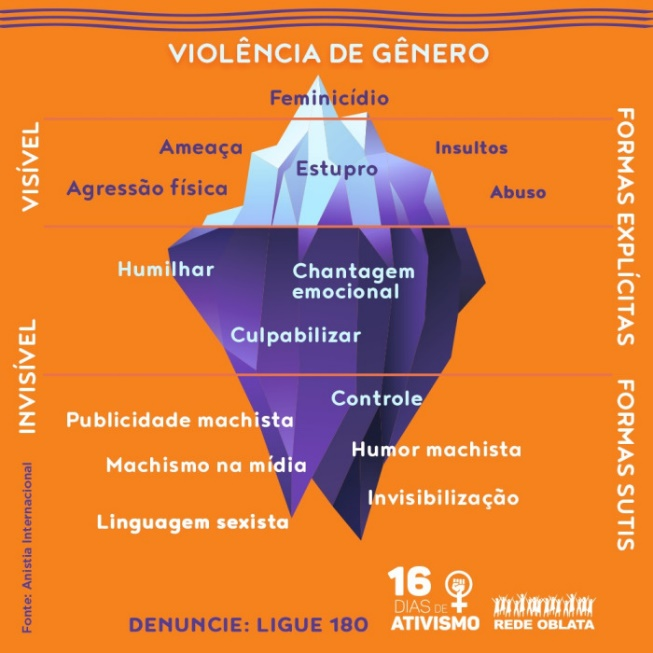 VIOLÊNCIA DE GÊNERO
Feminicídio
VISÍVEL
FORMAS EXPLÍCITAS
Ameaça
Insultos
Estupro
Agressão física
Abuso
Humilhar
Chantagem
emocional
Culpabilizar
INVISÍVEL
FORMAS SUTIS
Controle
Publicidade machista
Humor machista
Machismo na mídia
Invisibilização
Linguagem sexista
Fonte: Anistia Internacional
DENUNCIE: LIGUE 180
16
DIAS DE
ATIVISMO
REDE OBLATA